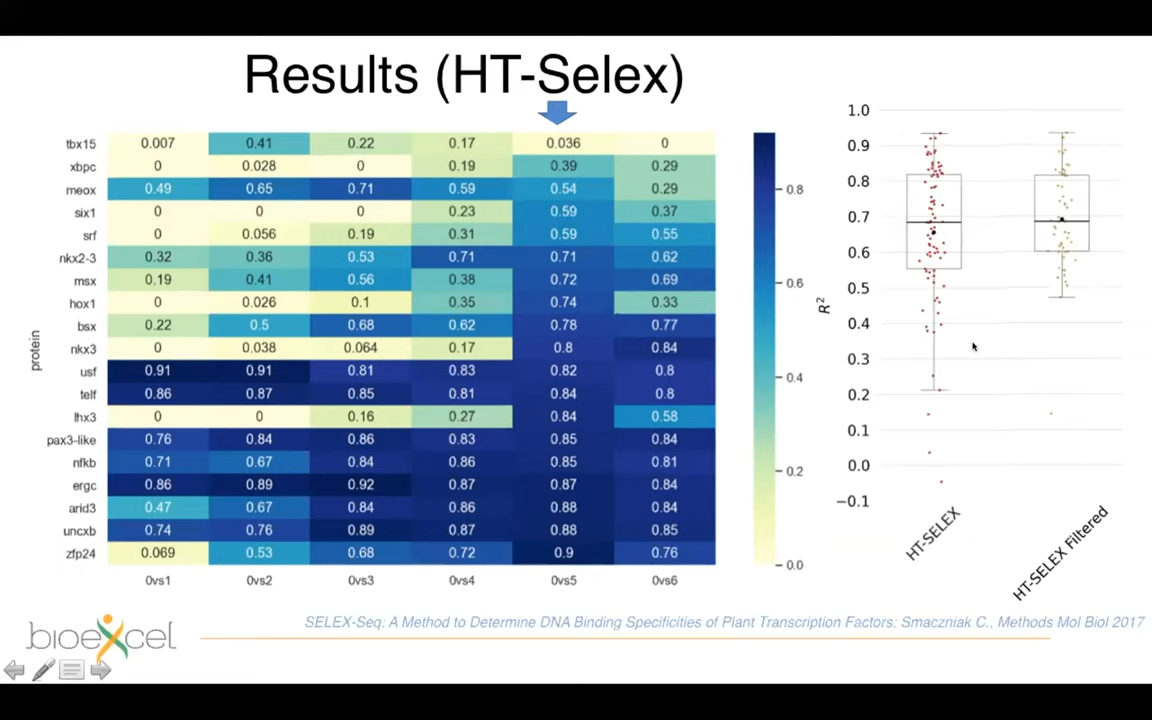 Results (HT-Selex)
tbx15 0.007 0.41 0.22 0.17 0.036 0
xbpc 0 0.028 0 0.19 0.39 0.29
meox 0.49 0.65 0.71 0.59 0.54 0.29
six1 0 0 0 0.23 0.59 0.37
srf 0 0.056 0.19 0.31 0.59 0.55
nkx2-3 0.32 0.36 0.53 0.71 0.71 0.62
msx 0.19 0.41 0.56 0.38 0.72 0.69
hox1 0 0.026 0.1 0.35 0.74 0.33
bsx 0.22 0.5 0.68 0.62 0.78 0.77
nkx3 0 0.038 0.064 0.17 0.8 0.84
usf 0.91 0.91 0.81 0.83 0.82 0.8
telf 0.86 0.87 0.85 0.81 0.84 0.8
lhx3 0 0 0.16 0.27 0.84 0.58
pax3-like 0.76 0.84 0.86 0.83 0.85 0.84
nfkb 0.71 0.67 0.84 0.86 0.85 0.81
ergc 0.86 0.89 0.92 0.87 0.87 0.84
arid3 0.47 0.67 0.84 0.86 0.88 0.84
uncxb 0.74 0.76 0.89 0.87 0.88 0.85
zfp24 0.069 0.53 0.68 0.72 0.9 0.76
0vs1 0vs2 0vs3 0vs4 0vs5 0vs6
protein
0.8
0.6
0.4
0.2
0.0
1.0
0.9
0.8
0.7
0.6
0.5
0.4
0.3
0.2
0.1
0.0
−0.1
R²
HT-SELEX
HT-SELEX Filtered
SELEX-Seq: A Method to Determine DNA Binding Specificities of Plant Transcription Factors: Smaczniak C., Methods Mol Biol 2017
bioexcel